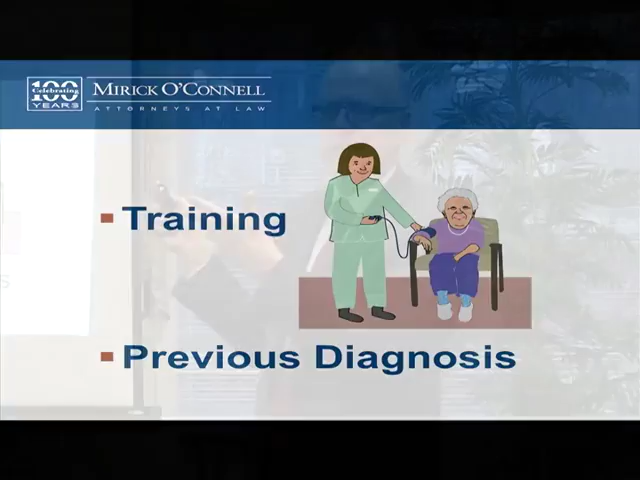 100
Celebrating
YEARS
MIRICK O'CONNELL
ATTORNEYS AT LAW
Training
Previous Diagnosis